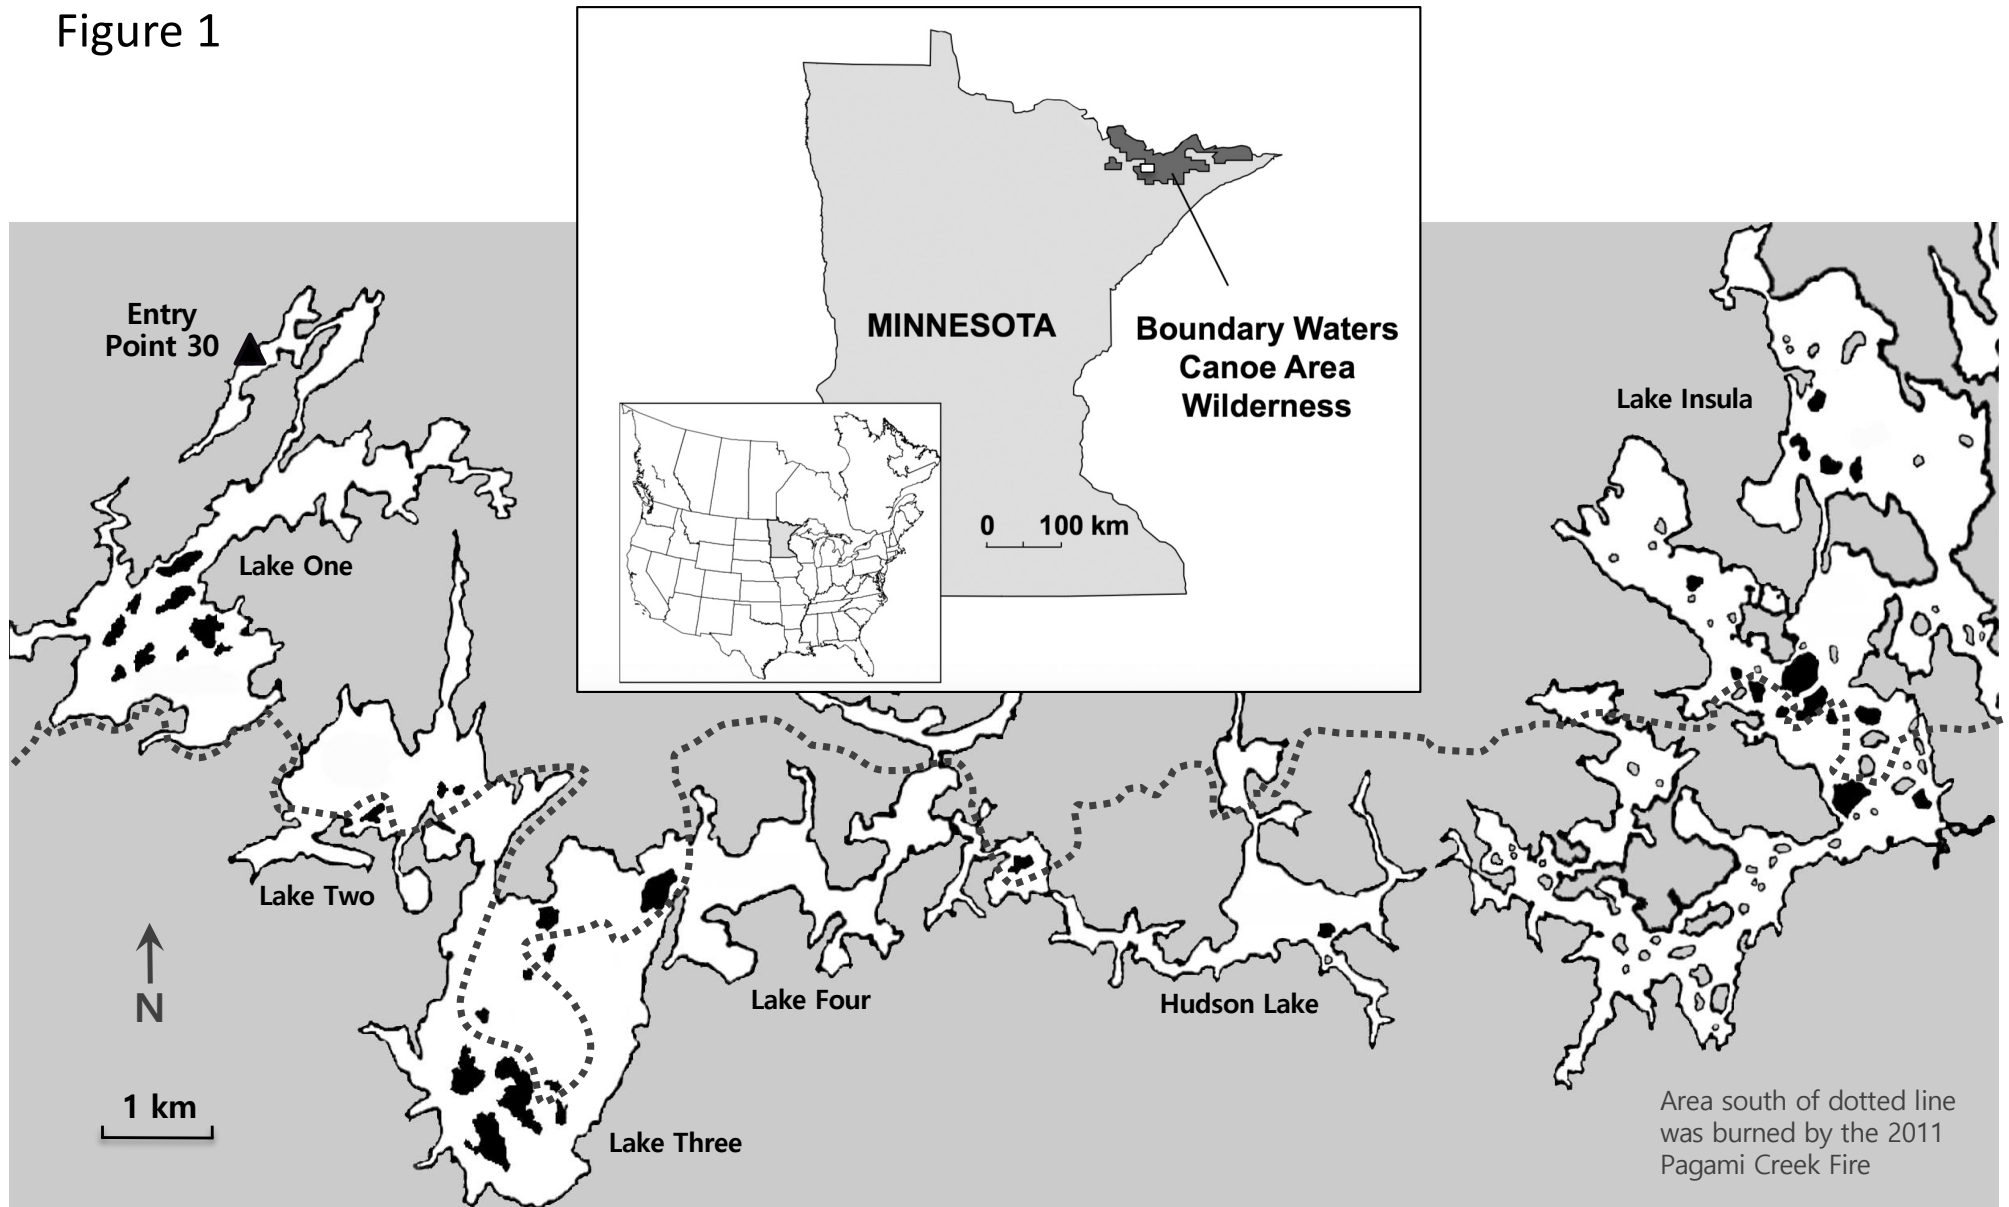 Figure 1
MINNESOTA
Boundary Waters
Canoe Area
Wilderness
0 100 km
Entry
Point 30
Lake One
Lake Two
Lake Three
Lake Four
Hudson Lake
Lake Insula
N
1 km
Area south of dotted line
was burned by the 2011
Pagami Creek Fire